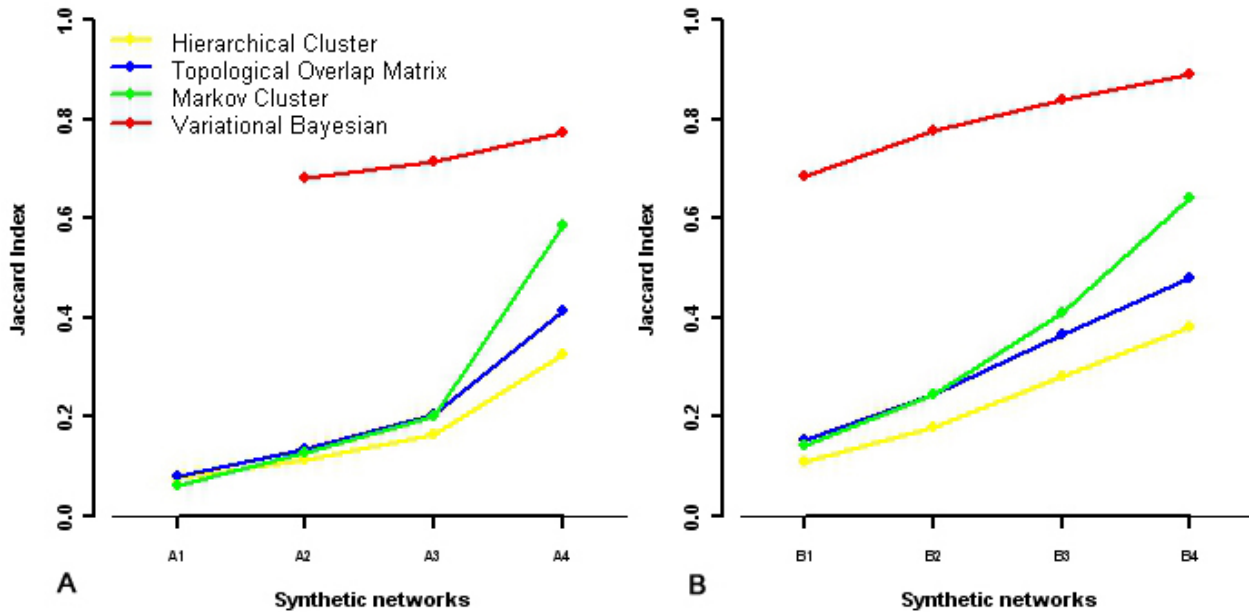 1.0
0.8
0.6
0.4
0.2
0.0
Jaccard Index
Hierarchical Cluster
Topological Overlap Matrix
Markov Cluster
Variational Bayesian
A1 A2 A3 A4
A
Synthetic networks
1.0
0.8
0.6
0.4
0.2
0.0
Jaccard Index
B1 B2 B3 B4
B
Synthetic networks